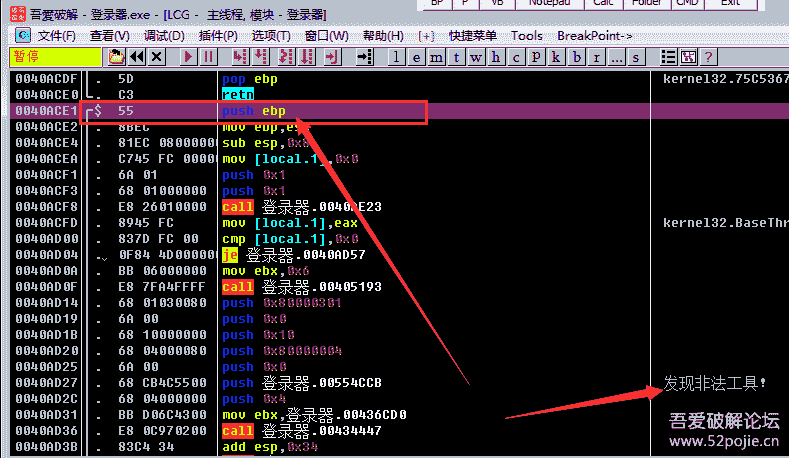 BP P VB Notepad Calc Folder CMD Exit
吾爱破解 - 登录器.exe - [LCG - 主线程, 模块 - 登录器]
文件(F) 查看(V) 调试(D) 插件(P) 选项(T) 窗口(W) 帮助(H) [+] 快捷菜单 Tools BreakPoint->
暂停 l e m t w h c P k b r ... s ?
0040ACDF . 5D pop ebp kernel32.75C5367
0040ACE0 . C3 retn
0040ACE1 $ 55 push ebp
0040ACE2 . 8BEC mov ebp,
0040ACE4 . 81EC 08000000 sub esp,
0040ACEA . C745 FC 00000 mov [local.1],0x0
0040ACF1 . 6A 01 push 0x1
0040ACF3 . 68 01000000 push 0x1
0040ACF8 . E8 26010000 call 登录器.0040AE23
0040ACFD . 8945 FC mov [local.1],eax kernel32.BaseThr
0040AD00 . 837D FC 00 cmp [local.1],0x0
0040AD04 . 0F84 4D000000 je 登录器.0040AD57
0040AD0A . BB 06000000 mov ebx,0x6
0040AD0F . E8 7FA4FFFF call 登录器.00405193
0040AD14 . 68 01030080 push 0x80000301
0040AD19 . 6A 00 push 0x0
0040AD1B . 68 10000000 push 0x10
0040AD20 . 68 04000080 push 0x80000004
0040AD25 . 6A 00 push 0x0
0040AD27 . 68 CB4C5500 push 登录器.00554CCB 发现非法工具!
0040AD2C . 68 04000000 push 0x4
0040AD31 . BB D06C4300 mov ebx,登录器.00436CD0
0040AD36 . E8 0C970200 call 登录器.00434447
0040AD3B . 83C4 34 add esp,0x34
吾爱破解论坛
www.52pojie.cn